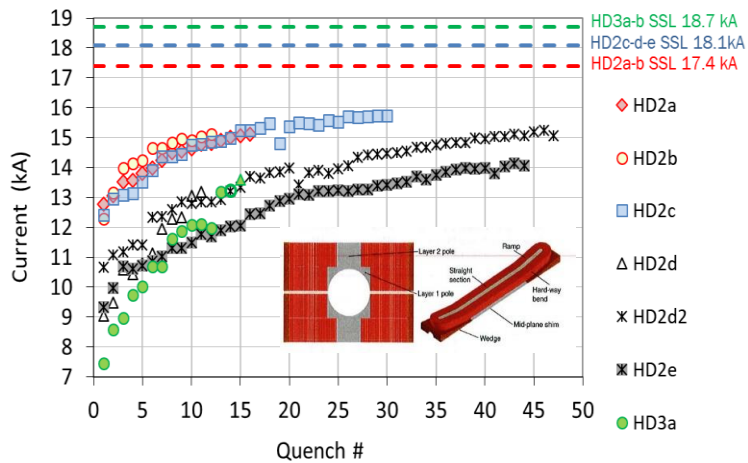 19
18
17
16
15
14
13
12
11
10
9
8
7
Current (kA)
0
5
10
15
20
25
30
35
40
45
50
Quench #
HD3a-b SSL 18.7 kA
HD2c-d-e SSL 18.1kA
HD2a-b SSL 17.4 kA
HD2a
HD2b
HD2c
HD2d
HD2d2
HD2e
HD3a
Layer 2 pole
Layer 1 pole
Ramp
Straight
section
Hard-way
bend
Mid-plane shim
Wedge